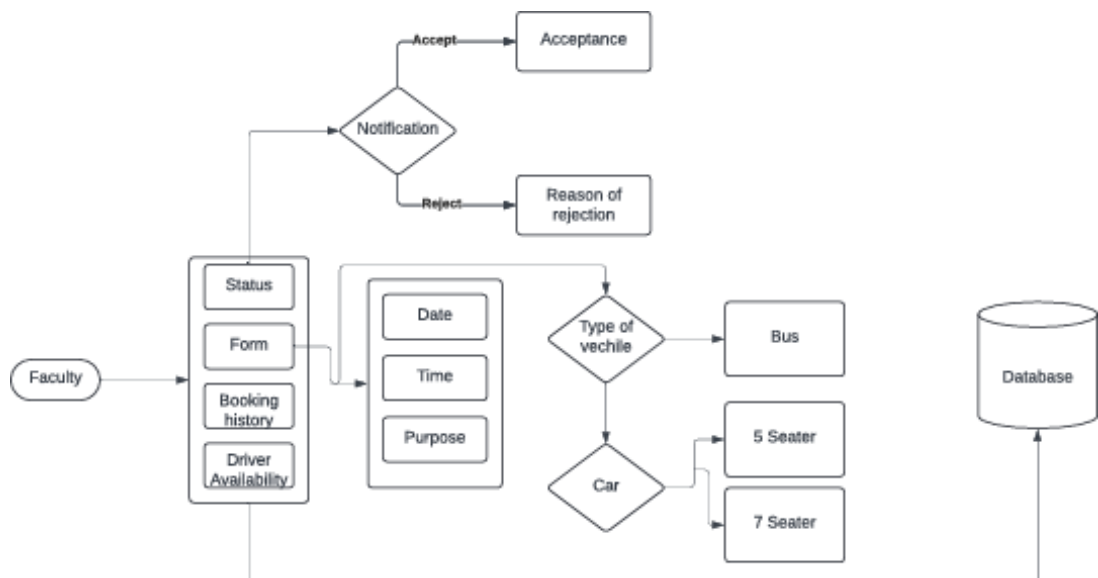 Accept
Acceptance
Notification
Reject
Reason of
rejection
Status
Form
Booking
history
Driver
Availability
Faculty
Date
Time
Purpose
Type of
vechile
Bus
Car
5 Seater
7 Seater
Database